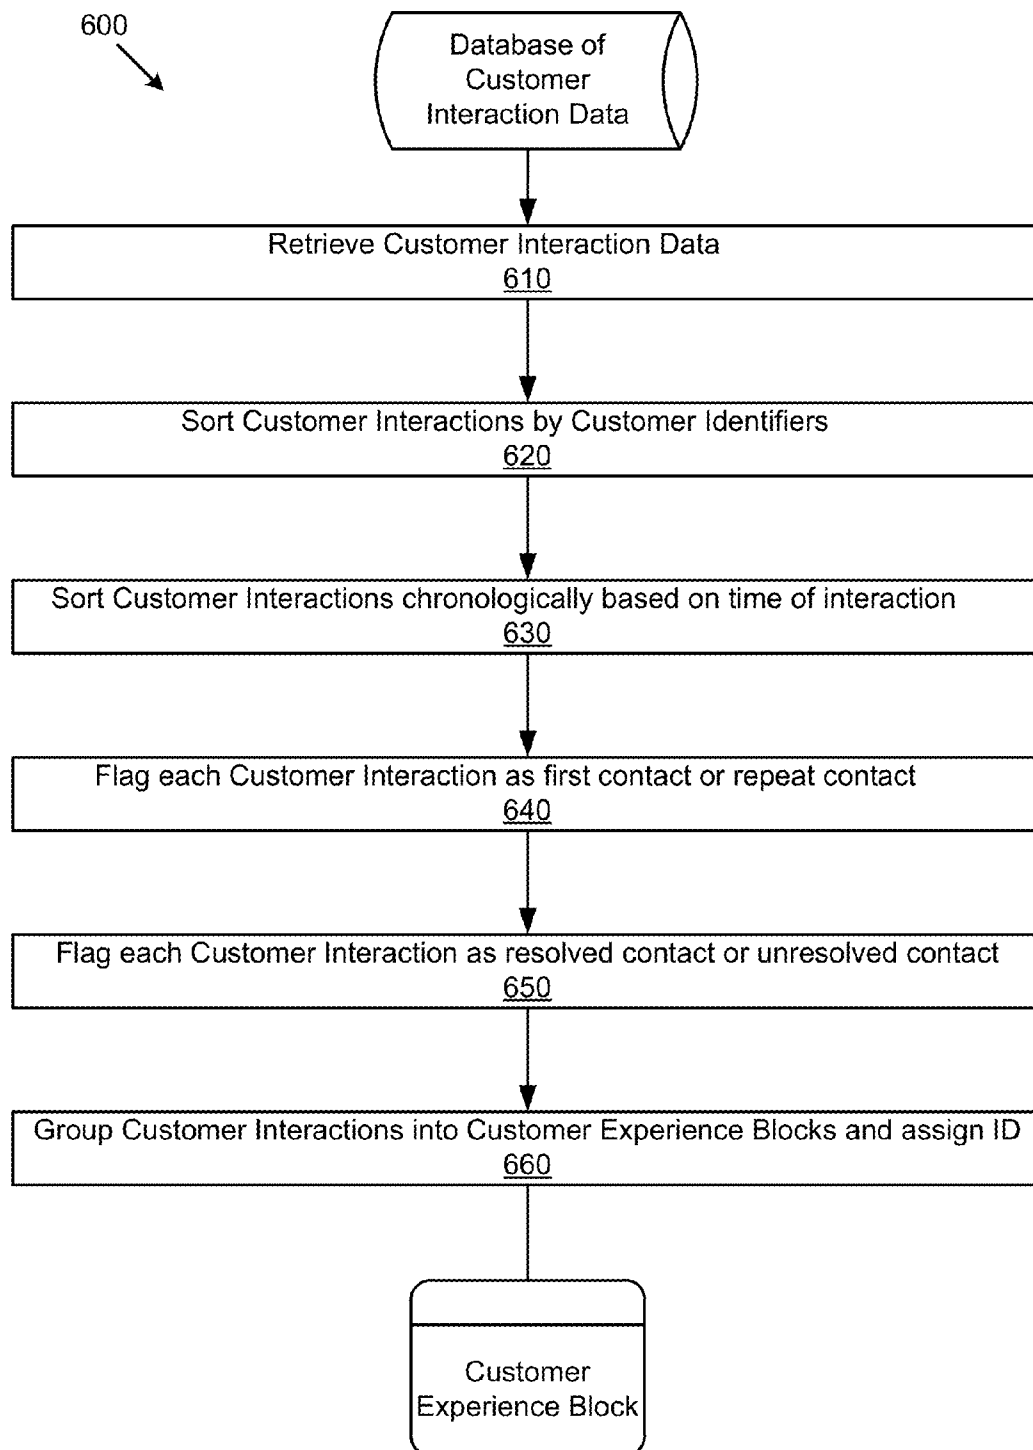 600
Database of
Customer
Interaction Data
Retrieve Customer Interaction Data
610
Sort Customer Interactions by Customer Identifiers
620
Sort Customer Interactions chronologically based on time of interaction
630
Flag each Customer Interaction as first contact or repeat contact
640
Flag each Customer Interaction as resolved contact or unresolved contact
650
Group Customer Interactions into Customer Experience Blocks and assign ID
660
Customer
Experience Block